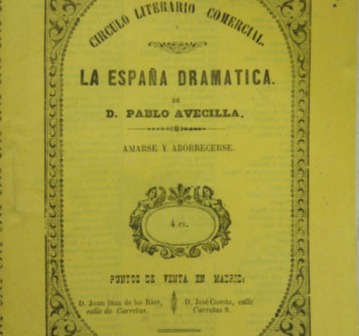 CIRCULO LITERARIO COMERCIAL.
LA ESPAÑA DRAMATICA.
DE
D. PABLO AVECILLA.
AMARSE Y ABORRECERSE.
4 rs.
PUNTOS DE VENTA EN MADRID.
D. Juan Diaz de los Rios, D. José Cuesta, calle
calle de Carretas. Carretas 9.